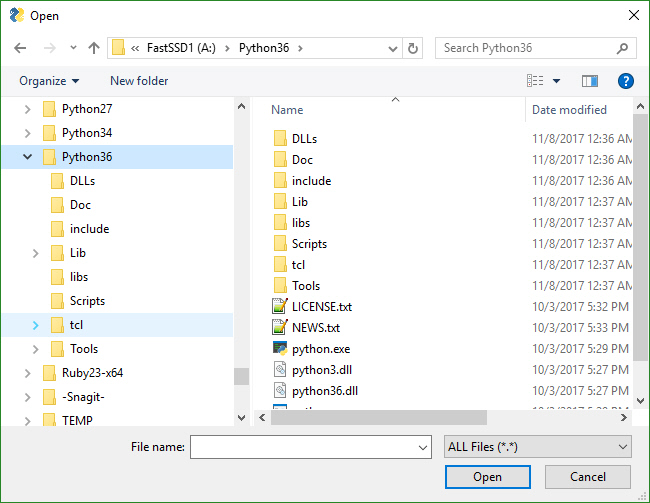 Open
« FastSSD1 (A:) > Python36 >
Search Python36
Organize
New folder
?
Python27
Python34
Python36
DLLs
Doc
include
Lib
libs
Scripts
tcl
Tools
Ruby23-x64
-Snagit-
TEMP
Name Date modified
DLLs 11/8/2017 12:36 AM
Doc 11/8/2017 12:36 AM
include 11/8/2017 12:36 AM
Lib 11/8/2017 12:37 AM
libs 11/8/2017 12:37 AM
Scripts 11/8/2017 12:37 AM
tcl 11/8/2017 12:37 AM
Tools 11/8/2017 12:37 AM
LICENSE.txt 10/3/2017 5:32 PM
NEWS.txt 10/3/2017 5:33 PM
python.exe 10/3/2017 5:29 PM
python3.dll 10/3/2017 5:27 PM
python36.dll 10/3/2017 5:27 PM
File name:
ALL Files (*.*)
Open
Cancel